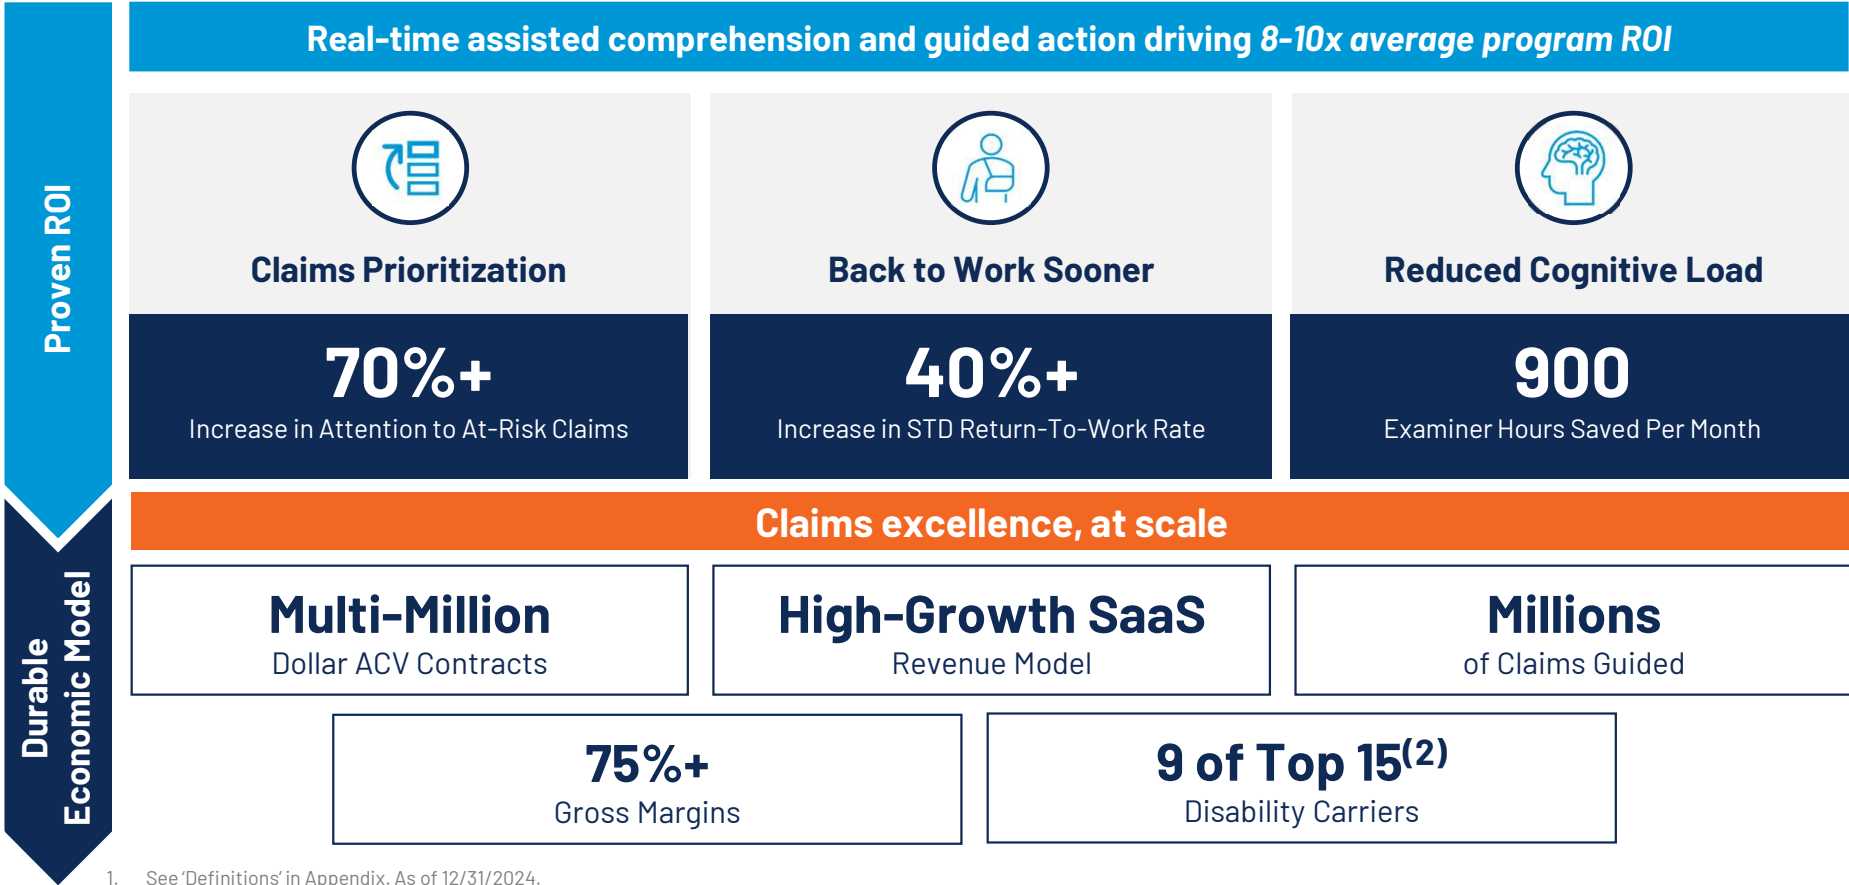 Real-time assisted comprehension and guided action driving 8-10x average program ROI
Proven ROI
Claims Prioritization
70%+
Increase in Attention to At-Risk Claims
Back to Work Sooner
40%+
Increase in STD Return-To-Work Rate
Reduced Cognitive Load
900
Examiner Hours Saved Per Month
Claims excellence, at scale
Durable
Economic Model
Multi-Million
Dollar ACV Contracts
High-Growth SaaS
Revenue Model
Millions
of Claims Guided
75%+
Gross Margins
9 of Top 15(2)
Disability Carriers
1. See 'Definitions' in Appendix. As of 12/31/2024.